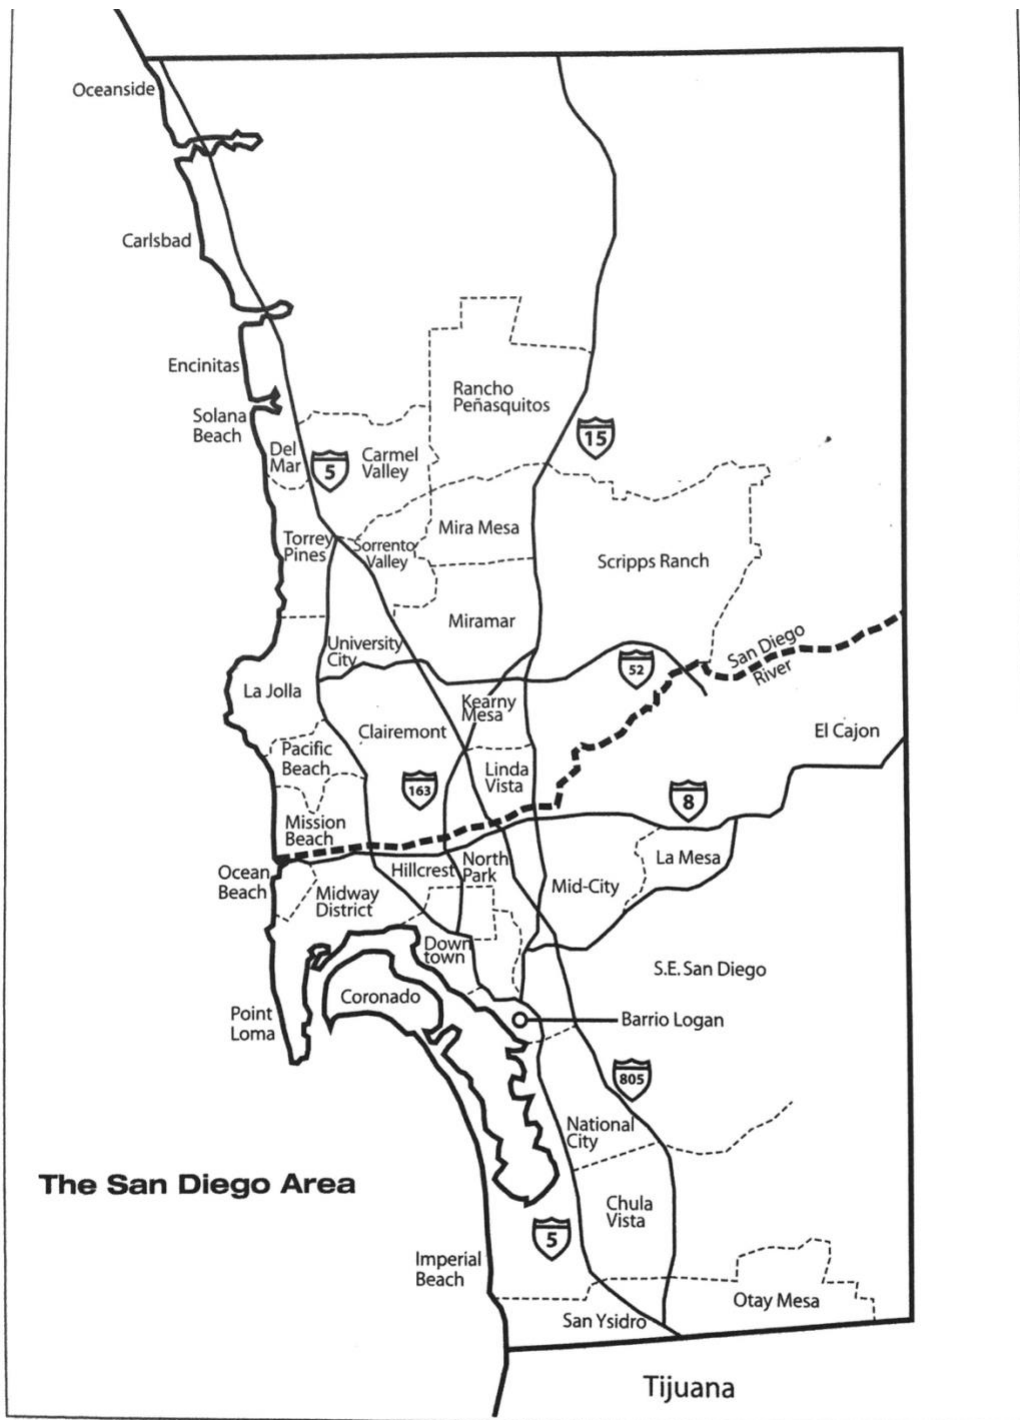 Oceanside
Carlsbad
Encinitas
Rancho
Peñasquitos
Solana
Beach
15
Del
Mar
5
Carmel
Valley
Mira Mesa
Torrey
Pines
Sorrento
Valley
Scripps Ranch
Miramar
University
City
San Diego
River
52
La Jolla
Kearny
Mesa
Clairemont
El Cajon
Pacific
Beach
Linda
Vista
163
8
Mission
Beach
La Mesa
Ocean
Beach
Hillcrest
North
Park
Midway
District
Mid-City
Down
town
S.E. San Diego
Coronado
Point
Loma
Barrio Logan
805
National
City
The San Diego Area
Chula
Vista
5
Imperial
Beach
Otay Mesa
San Ysidro
Tijuana